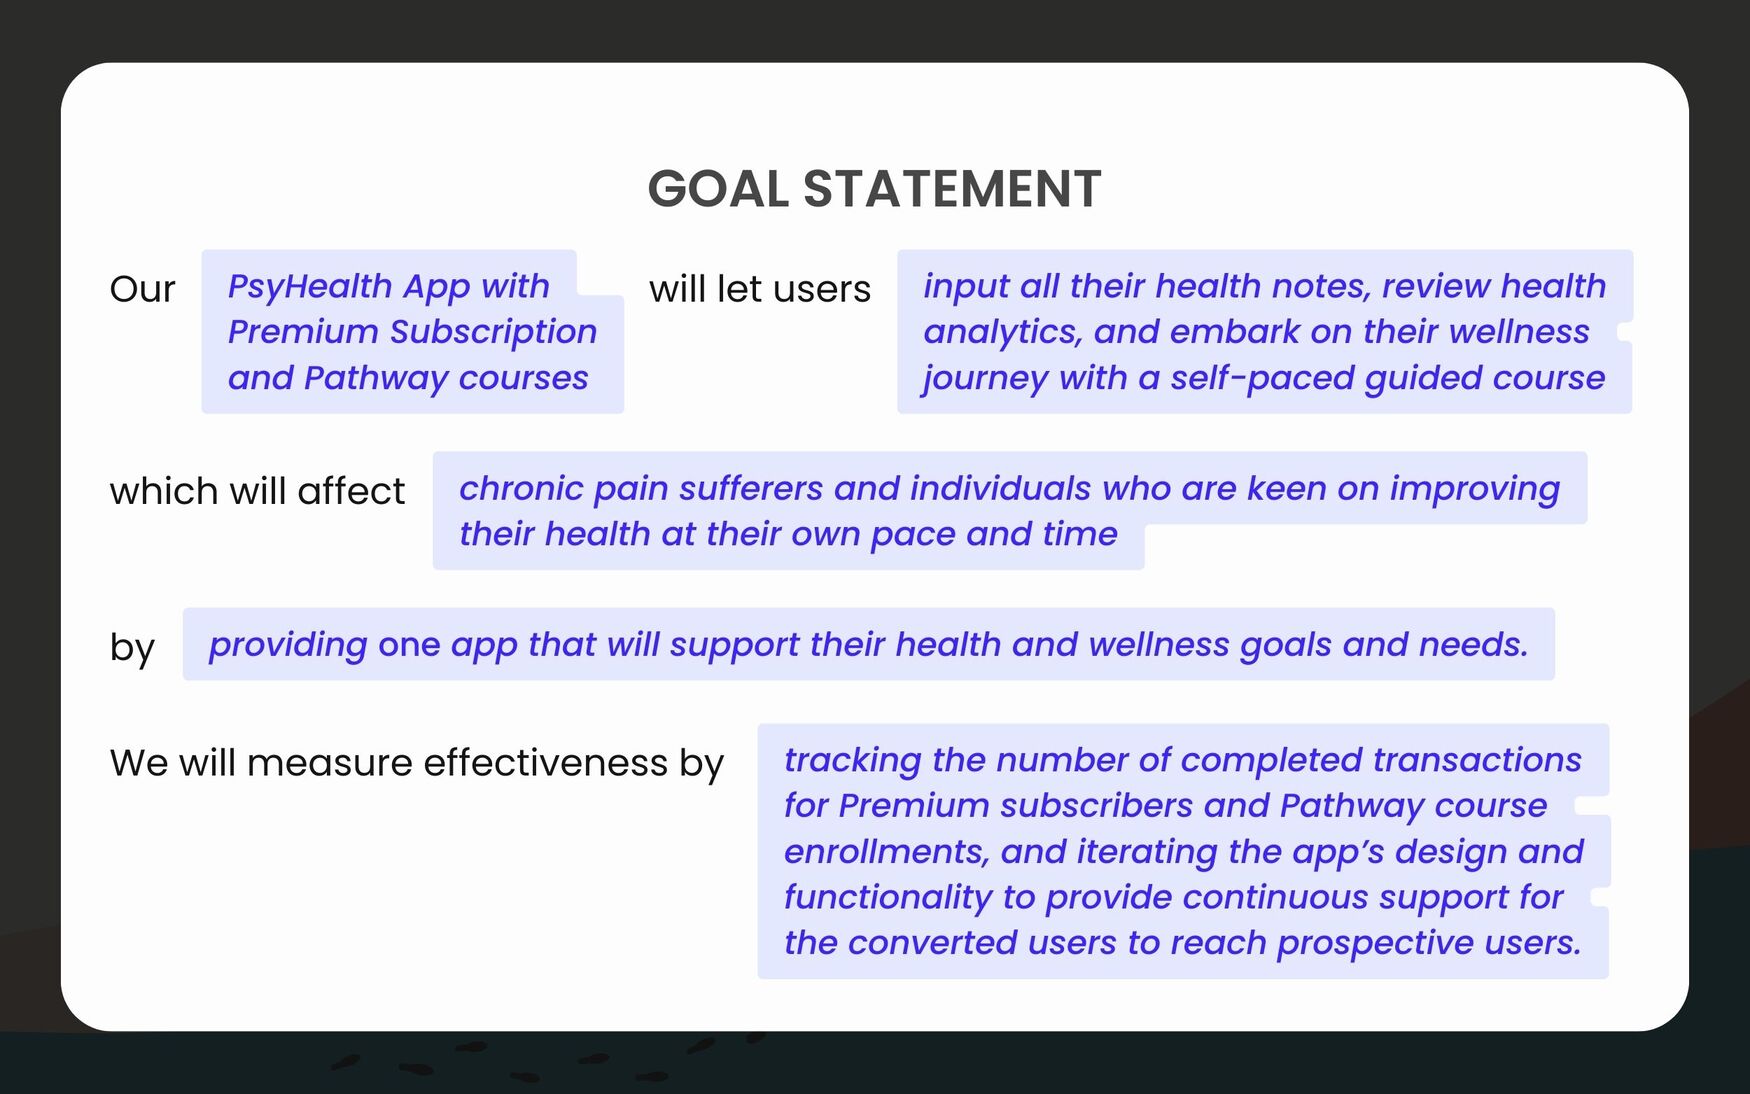 GOAL STATEMENT
Our PsyHealth App with Premium Subscription and Pathway courses will let users input all their health notes, review health analytics, and embark on their wellness journey with a self-paced guided course
which will affect chronic pain sufferers and individuals who are keen on improving
their health at their own pace and time
by providing one app that will support their health and wellness goals and needs.
We will measure effectiveness by tracking the number of completed transactions
for Premium subscribers and Pathway course
enrollments, and iterating the app's design and
functionality to provide continuous support for
the converted users to reach prospective users.